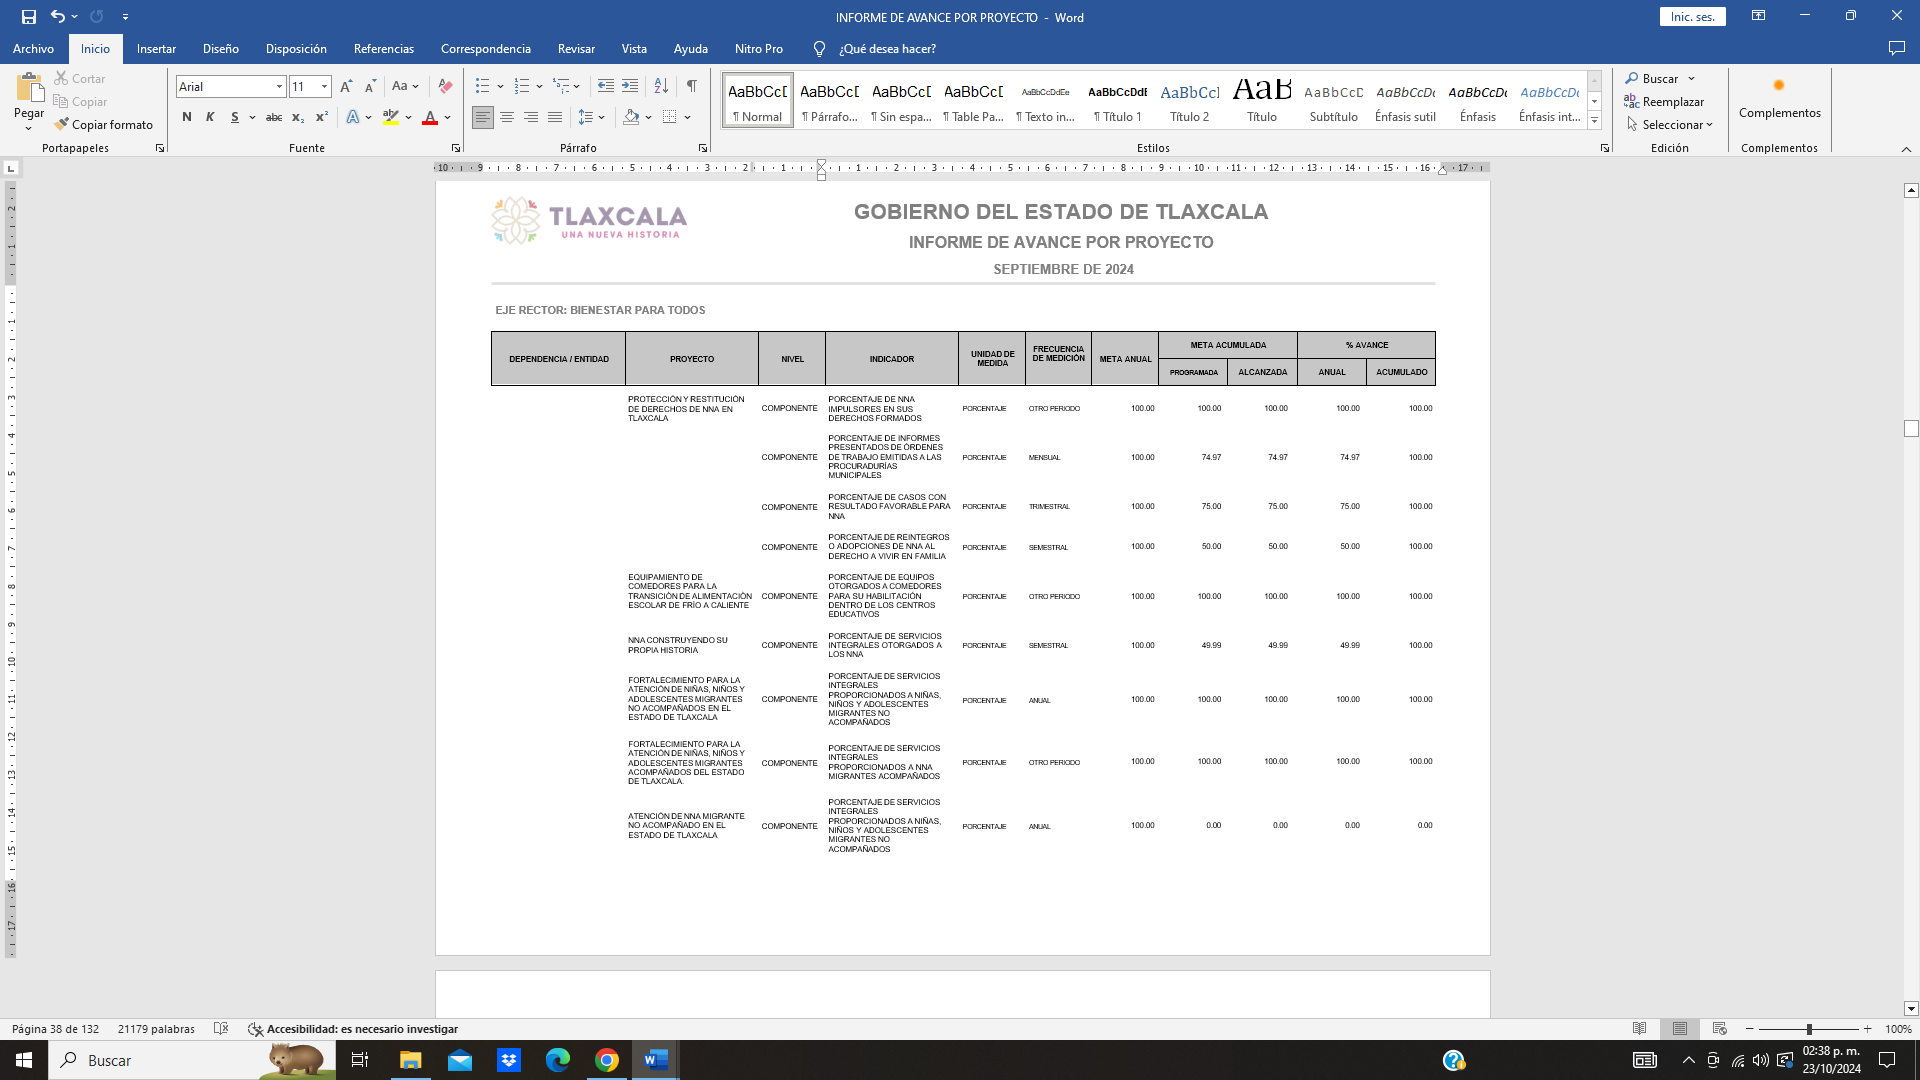 INFORME DE AVANCE POR PROYECTO - Word
Inic. ses.
Archivo Inicio Insertar Diseño Disposición Referencias Correspondencia Revisar Vista Ayuda Nitro Pro ¿Qué desea hacer?
Pegar
Cortar
Copiar
Copiar formato
Portapapeles
Arial 11
N K S abc x₂ x² A A
Fuente
Párrafo
AaBbCcD AaBbCcD AaBbCcD AaBbCcD AaBbCcDdEe AaBbCcDdE AaBbCcI AaB AaBbCcD AaBbCcDc AaBbCcDc AaBbCcDc
¶ Normal ¶ Párrafo... ¶ Sin espa... ¶ Table Pa... ¶ Texto in... ¶ Título 1 Título 2 Título Subtítulo Énfasis sutil Énfasis Énfasis int...
Estilos
Buscar
Reemplazar
Seleccionar
Edición
Complementos
Complementos
TLAXCALA
UNA NUEVA HISTORIA
GOBIERNO DEL ESTADO DE TLAXCALA
INFORME DE AVANCE POR PROYECTO
SEPTIEMBRE DE 2024
EJE RECTOR: BIENESTAR PARA TODOS
DEPENDENCIA / ENTIDAD PROYECTO NIVEL INDICADOR UNIDAD DE MEDIDA FRECUENCIA DE MEDICIÓN META ANUAL META ACUMULADA % AVANCE
PROGRAMADA ALCANZADA ANUAL ACUMULADO
PROTECCIÓN Y RESTITUCIÓN
DE DERECHOS DE NNA EN
TLAXCALA
COMPONENTE
PORCENTAJE DE NNA
IMPULSORES EN SUS
DERECHOS FORMADOS
PORCENTAJE OTRO PERIODO 100.00 100.00 100.00 100.00 100.00
COMPONENTE
PORCENTAJE DE INFORMES
PRESENTADOS DE ÓRDENES
DE TRABAJO EMITIDAS A LAS
PROCURADURÍAS
MUNICIPALES
PORCENTAJE MENSUAL 100.00 74.97 74.97 74.97 100.00
COMPONENTE
PORCENTAJE DE CASOS CON
RESULTADO FAVORABLE PARA
NNA
PORCENTAJE TRIMESTRAL 100.00 75.00 75.00 75.00 100.00
COMPONENTE
PORCENTAJE DE REINTEGROS
O ADOPCIONES DE NNA AL
DERECHO A VIVIR EN FAMILIA
PORCENTAJE SEMESTRAL 100.00 50.00 50.00 50.00 100.00
EQUIPAMIENTO DE
COMEDORES PARA LA
TRANSICIÓN DE ALIMENTACIÓN
ESCOLAR DE FRÍO A CALIENTE
COMPONENTE
PORCENTAJE DE EQUIPOS
OTORGADOS A COMEDORES
PARA SU HABILITACIÓN
DENTRO DE LOS CENTROS
EDUCATIVOS
PORCENTAJE OTRO PERIODO 100.00 100.00 100.00 100.00 100.00
NNA CONSTRUYENDO SU
PROPIA HISTORIA
COMPONENTE
PORCENTAJE DE SERVICIOS
INTEGRALES OTORGADOS A
LOS NNA
PORCENTAJE SEMESTRAL 100.00 49.99 49.99 49.99 100.00
FORTALECIMIENTO PARA LA
ATENCIÓN DE NIÑAS, NIÑOS Y
ADOLESCENTES MIGRANTES
NO ACOMPAÑADOS EN EL
ESTADO DE TLAXCALA
COMPONENTE
PORCENTAJE DE SERVICIOS
INTEGRALES
PROPORCIONADOS A NIÑAS,
NIÑOS Y ADOLESCENTES
MIGRANTES NO
ACOMPAÑADOS
PORCENTAJE ANUAL 100.00 100.00 100.00 100.00 100.00
FORTALECIMIENTO PARA LA
ATENCIÓN DE NIÑAS, NIÑOS Y
ADOLESCENTES MIGRANTES
ACOMPAÑADOS DEL ESTADO
DE TLAXCALA.
COMPONENTE
PORCENTAJE DE SERVICIOS
INTEGRALES
PROPORCIONADOS A NNA
MIGRANTES ACOMPAÑADOS
PORCENTAJE OTRO PERIODO 100.00 100.00 100.00 100.00 100.00
ATENCIÓN DE NNA MIGRANTE
NO ACOMPAÑADO EN EL
ESTADO DE TLAXCALA
COMPONENTE
PORCENTAJE DE SERVICIOS
INTEGRALES
PROPORCIONADOS A NIÑAS,
NIÑOS Y ADOLESCENTES
MIGRANTES NO
ACOMPAÑADOS
PORCENTAJE ANUAL 100.00 0.00 0.00 0.00 0.00
Página 38 de 132 21179 palabras Accesibilidad: es necesario investigar 100%
Buscar
02:38 p. m.
23/10/2024